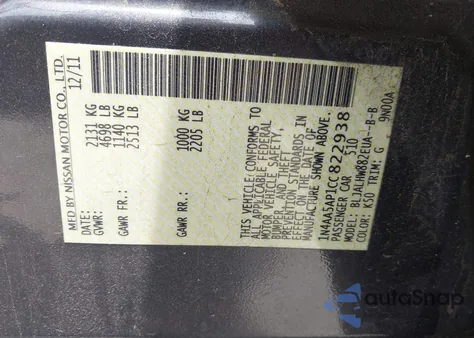 MFD BY NISSAN MOTOR CO., LTD.
12/11
GVWR: 2131 KG
4698 LB
GAWR FR.: 1140 KG
2513 LB
GAWR RR.: 1000 KG
2205 LB
THIS VEHICLE CONFORMS TO
ALL APPLICABLE FEDERAL
MOTOR VEHICLE SAFETY,
BUMPER, AND THEFT
PREVENTION STANDARDS IN
EFFECT ON THE DATE OF
MANUFACTURE SHOWN ABOVE.
1N4AA5AP1CC822938
PASSENGER CAR 510
MODEL: BLJALHW
COLOR: K50 TRIM: G
9N00A
AutoSnap